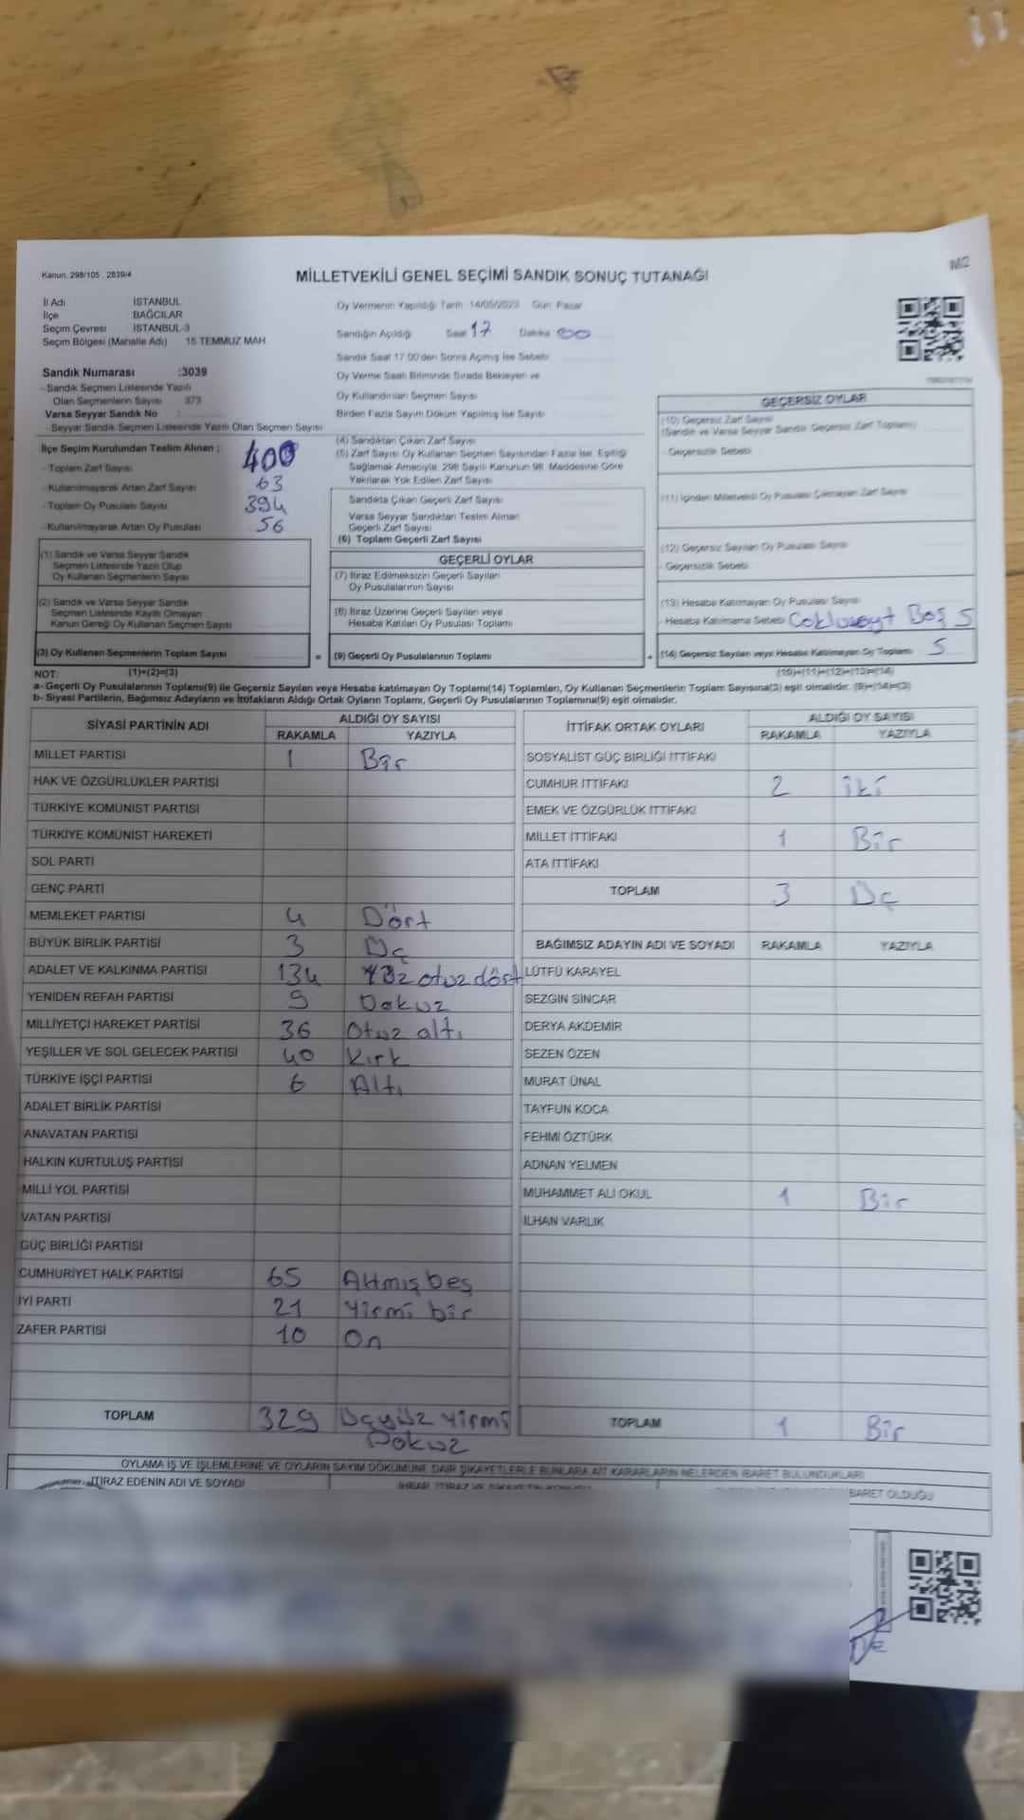 M2
Kanun, 298/105, 2839/4
MİLLETVEKİLİ GENEL SEÇİMİ SANDIK SONUÇ TUTANAĞI
İl Adı İSTANBUL
İlçe BAĞCILAR
Seçim Çevresi İSTANBUL-3
Seçim Bölgesi (Mahalle Adı) 15 TEMMUZ MAH
Sandık Numarası :3039
- Sandık Seçmen Listesinde Yazılı
Olan Seçmenlerin Sayısı 373
Varsa Seyyar Sandık No
- Seyyar Sandık Seçmen Listesinde Yazılı Olan Seçmen Sayısı
Oy Vermenin Yapıldığı Tarih 14/05/2023 Gün Pazar
Sandığın Açıldığı Saat 17 Dakika 00
Sandık Saat 17.00'den Sonra Açılmış İse Sebebi
Oy Verme Saati Bitiminde Sırada Bekleyen ve
Oy Kullandırılan Seçmen Sayısı
Birden Fazla Sayım Döküm Yapılmış İse Sayısı
İlçe Seçim Kurulundan Teslim Alınan ;
- Toplam Zarf Sayısı 400
- Kullanılmayarak Artan Zarf Sayısı 63
- Toplam Oy Pusulası Sayısı 394
- Kullanılmayarak Artan Oy Pusulası 56
(1) Sandık ve Varsa Seyyar Sandık
Seçmen Listesinde Yazılı Olup
Oy Kullanan Seçmenlerin Sayısı
(2) Sandık ve Varsa Seyyar Sandık
Seçmen Listesinde Kayıtlı Olmayan
Kanun Gereği Oy Kullanan Seçmen Sayısı
(3) Oy Kullanan Seçmenlerin Toplam Sayısı =
(4) Sandıktan Çıkan Zarf Sayısı
(5) Zarf Sayısı Oy Kullanan Seçmen Sayısından Fazla İse, Eşitliği
Sağlamak Amacıyla, 298 Sayılı Kanunun 98. Maddesine Göre
Yakılarak Yok Edilen Zarf Sayısı
Sandıkta Çıkan Geçerli Zarf Sayısı
Varsa Seyyar Sandıktan Teslim Alınan
Geçerli Zarf Sayısı
(6) Toplam Geçerli Zarf Sayısı
GEÇERLİ OYLAR
(7) İtiraz Edilmeksizin Geçerli Sayılan
Oy Pusulalarının Sayısı
(8) İtiraz Üzerine Geçerli Sayılan veya
Hesaba Katılan Oy Pusulası Toplamı
(9) Geçerli Oy Pusulalarının Toplamı +
GEÇERSİZ OYLAR
(10) Geçersiz Zarf Sayısı
(Sandık ve Varsa Seyyar Sandık Geçersiz Zarf Toplamı)
- Geçersizlik Sebebi
(11) İçinden Milletvekili Oy Pusulası Çıkmayan Zarf Sayısı
(12) Geçersiz Sayılan Oy Pusula Sayısı
- Geçersizlik Sebebi
(13) Hesaba Katılmayan Oy Pusulası Sayısı
- Hesaba Katılmama Sebebi Boş 5
(14) Geçersiz Sayılan veya Hesaba Katılmayan Oy Toplamı 5
NOT: (1)+(2)=(3) (10)+(11)+(12)+(13)=(14)
a- Geçerli Oy Pusulalarının Toplamı(9) ile Geçersiz Sayılan veya Hesaba katılmayan Oy Toplamı(14) Toplamları, Oy Kullanan Seçmenlerin Toplam Sayısına(3) eşit olmalıdır. (9)+(14)=(3)
b- Siyasi Partilerin, Bağımsız Adayların ve İttifakların Aldığı Ortak Oyların Toplamı, Geçerli Oy Pusulalarının Toplamına(9) eşit olmalıdır.
SİYASİ PARTİNİN ADI ALDIĞI OY SAYISI
RAKAMLA YAZIYLA
MİLLET PARTİSİ 1 Bir
HAK VE ÖZGÜRLÜKLER PARTİSİ
TÜRKİYE KOMÜNİST PARTİSİ
TÜRKİYE KOMÜNİST HAREKETİ
SOL PARTİ
GENÇ PARTİ
MEMLEKET PARTİSİ 4 Dört
BÜYÜK BİRLİK PARTİSİ 3 Üç
ADALET VE KALKINMA PARTİSİ 134 Yüz otuz dört
YENİDEN REFAH PARTİSİ 9 Dokuz
MİLLİYETÇİ HAREKET PARTİSİ 36 Otuz altı
YEŞİLLER VE SOL GELECEK PARTİSİ 40 Kırk
TÜRKİYE İŞÇİ PARTİSİ 6 Altı
ADALET BİRLİK PARTİSİ
ANAVATAN PARTİSİ
HALKIN KURTULUŞ PARTİSİ
MİLLİ YOL PARTİSİ
VATAN PARTİSİ
GÜÇ BİRLİĞİ PARTİSİ
CUMHURİYET HALK PARTİSİ 65 Altmış beş
İYİ PARTİ 21 Yirmi bir
ZAFER PARTİSİ 10 On
TOPLAM 329 Üçyüz Yirmi
Dokuz
İTTİFAK ORTAK OYLARI ALDIĞI OY SAYISI
RAKAMLA YAZIYLA
SOSYALİST GÜÇ BİRLİĞİ İTTİFAKI
CUMHUR İTTİFAKI 2 iki
EMEK VE ÖZGÜRLÜK İTTİFAKI
MİLLET İTTİFAKI 1 Bir
ATA İTTİFAKI
TOPLAM 3 Üç
BAĞIMSIZ ADAYIN ADI VE SOYADI RAKAMLA YAZIYLA
LÜTFÜ KARAYEL
SEZGİN SİNCAR
DERYA AKDEMİR
SEZEN ÖZEN
MURAT ÜNAL
TAYFUN KOCA
FEHMİ ÖZTÜRK
ADNAN YELMEN
MUHAMMET ALİ OKUL 1 Bir
İLHAN VARLIK
TOPLAM 1 Bir
OYLAMA İŞ VE İŞLEMLERİNE VE OYLARIN SAYIM DÖKÜMÜNE DAİR ŞİKAYETLERLE BUNLARA AİT KARARLARIN NELERDEN İBARET BULUNDUKLARI
İTİRAZ EDENİN ADI VE SOYADI
İBARET OLDUĞU